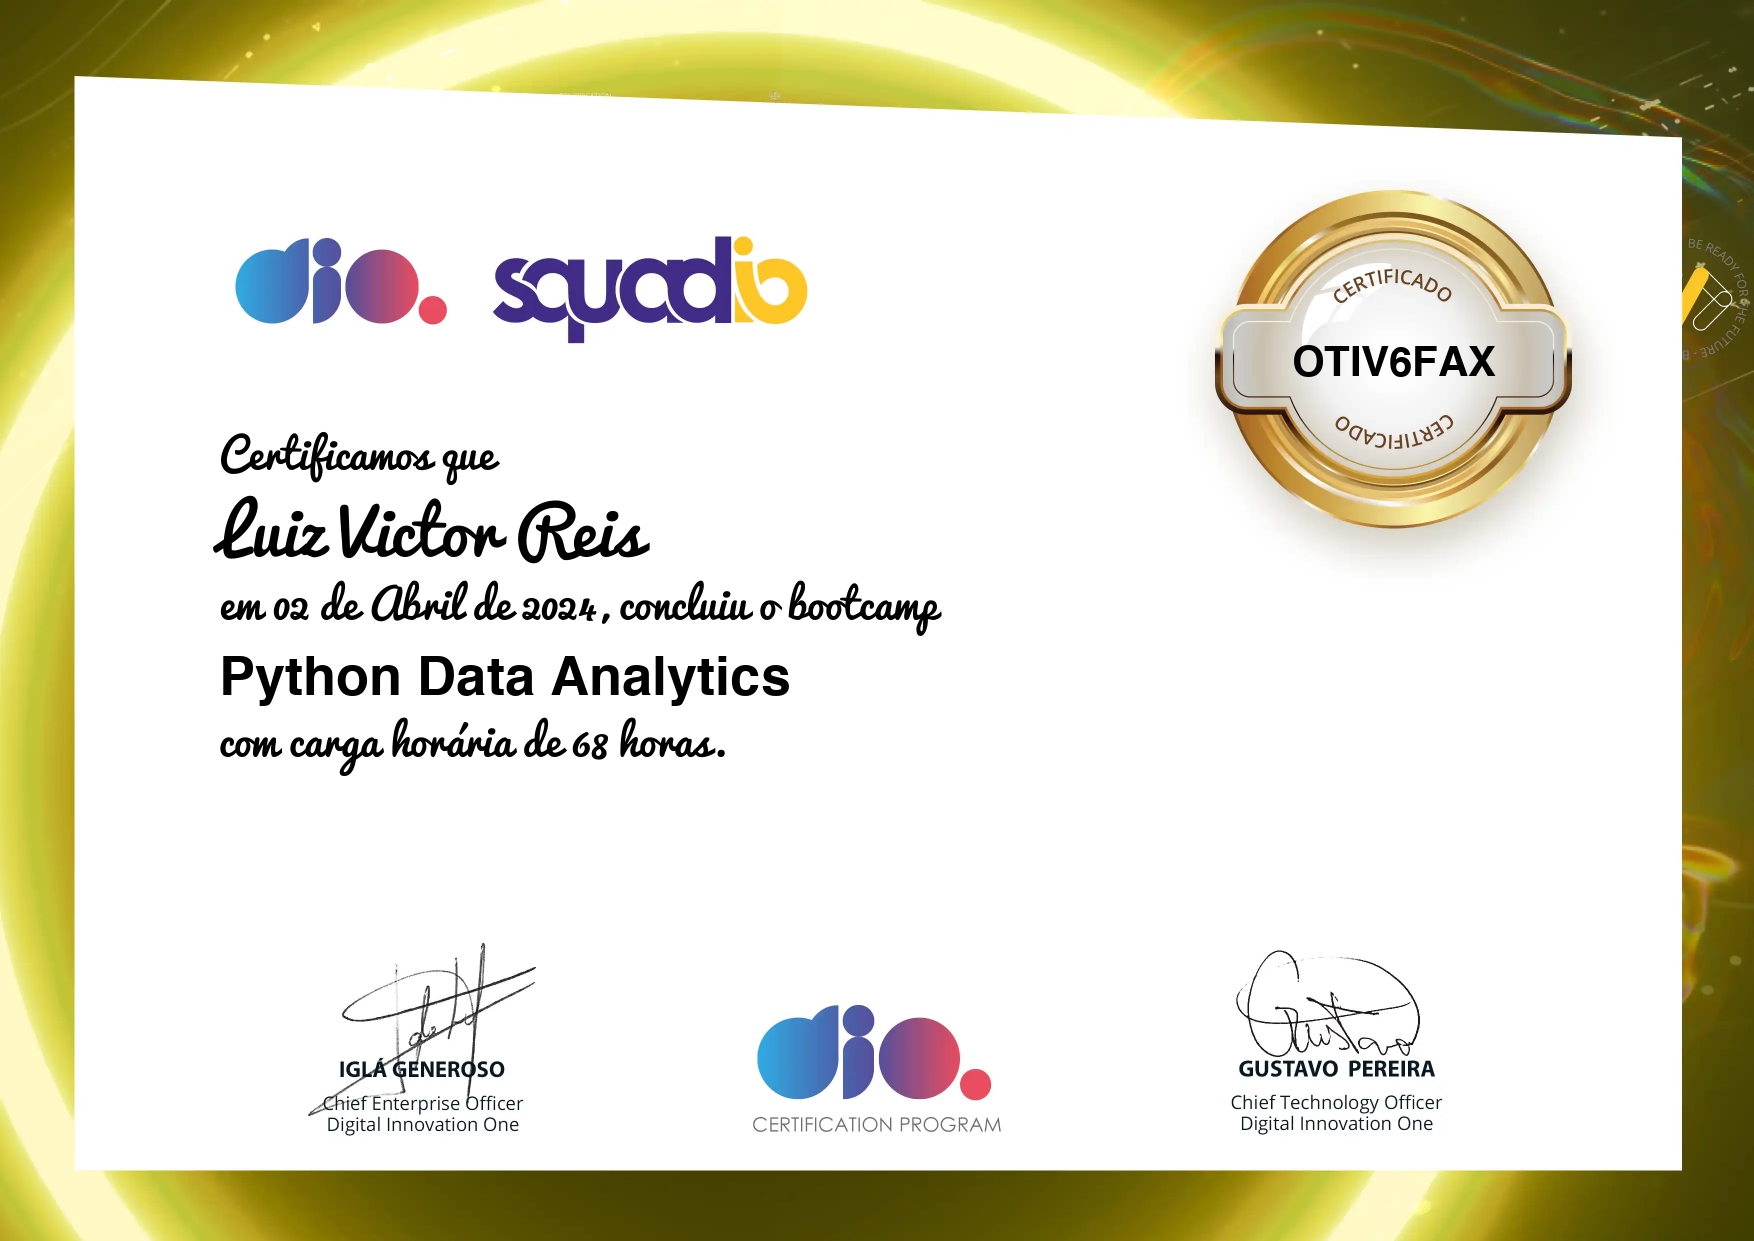 dio. squadio
CERTIFICADO
OTIV6FAX
CERTIFICADO
BE READY FOR THE FUTURE - B
Certificamos que
Luiz Victor Reis
em 02 de Abril de 2024, concluiu o bootcamp
Python Data Analytics
com carga horária de 68 horas.
IGLÁ GENEROSO
Chief Enterprise Officer
Digital Innovation One
dio.
CERTIFICATION PROGRAM
GUSTAVO PEREIRA
Chief Technology Officer
Digital Innovation One